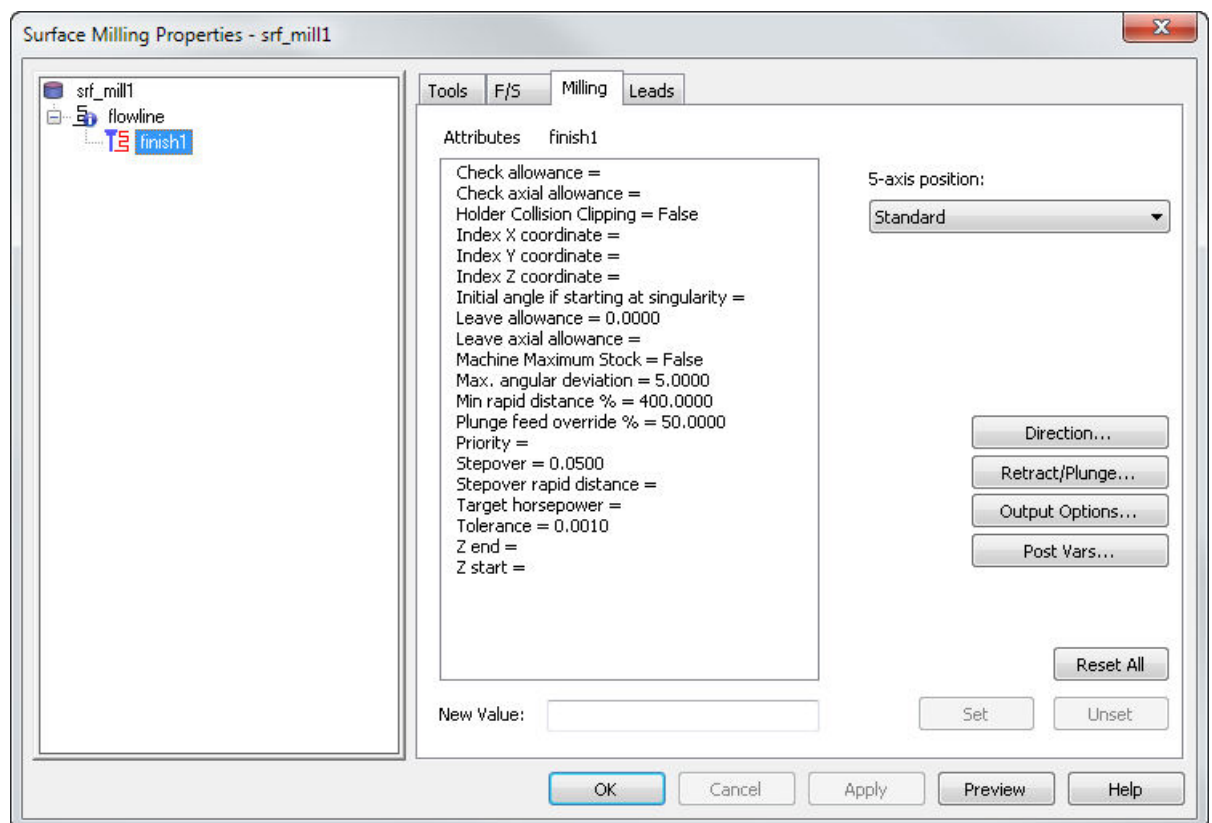 Surface Milling Properties - srf_mill1
srf_mill1
flowline
finish1
Tools F/S Milling Leads
Attributes finish1
Check allowance =
Check axial allowance =
Holder Collision Clipping = False
Index X coordinate =
Index Y coordinate =
Index Z coordinate =
Initial angle if starting at singularity =
Leave allowance = 0.0000
Leave axial allowance =
Machine Maximum Stock = False
Max. angular deviation = 5.0000
Min rapid distance % = 400.0000
Plunge feed override % = 50.0000
Priority =
Stepover = 0.0500
Stepover rapid distance =
Target horsepower =
Tolerance = 0.0010
Z end =
Z start =
5-axis position:
Standard
Direction...
Retract/Plunge...
Output Options...
Post Vars...
Reset All
New Value:
Set Unset
OK Cancel Apply Preview Help